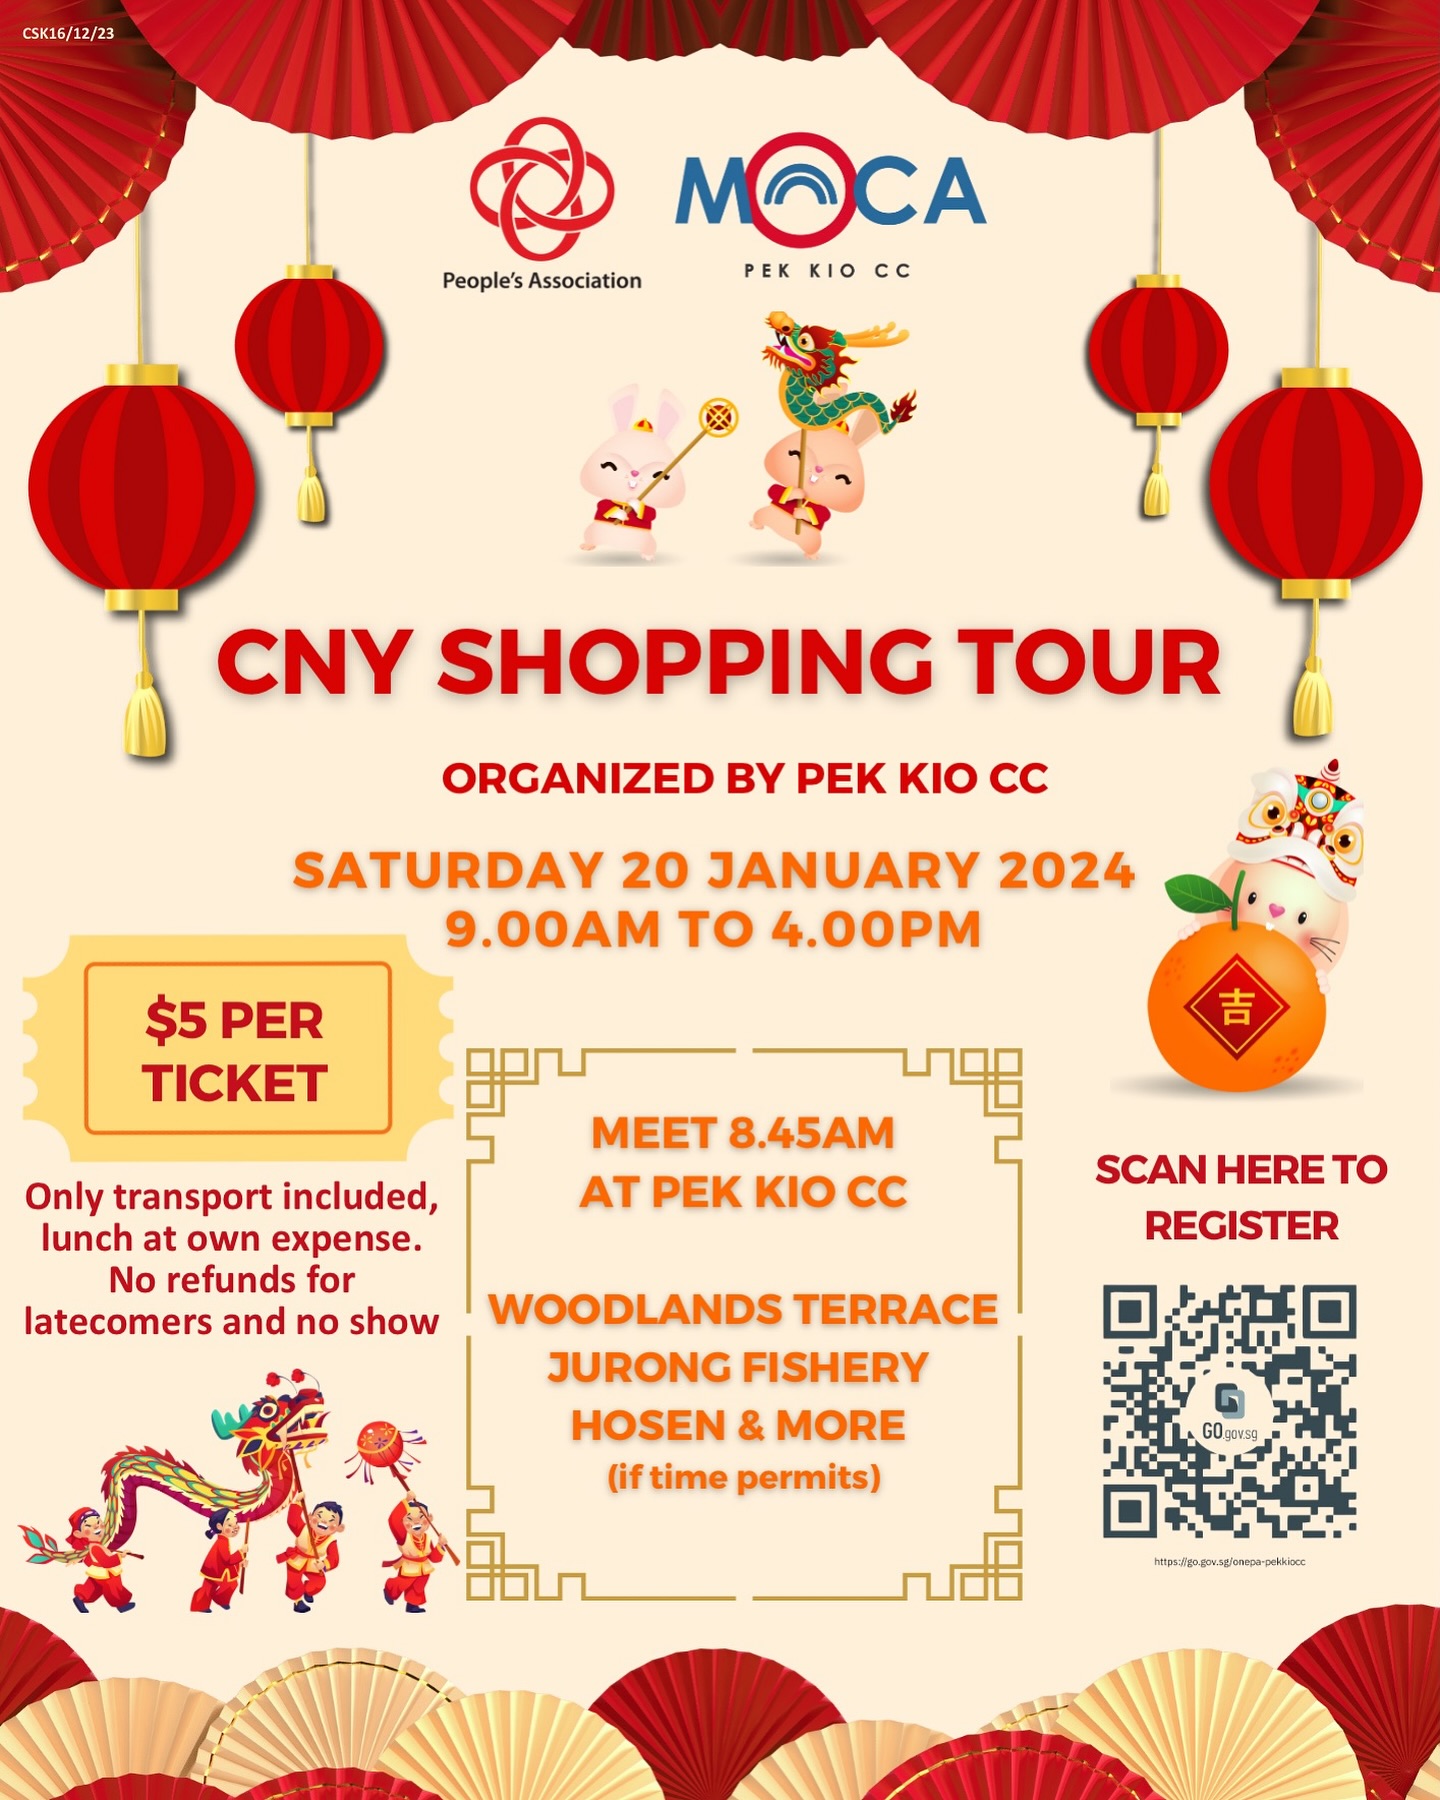 CSK16/12/23
People's Association
MOCA
PEK KIO CC
CNY SHOPPING TOUR
ORGANIZED BY PEK KIO CC
SATURDAY 20 JANUARY 2024
9.00AM TO 4.00PM
$5 PER
TICKET
Only transport included,
lunch at own expense.
No refunds for
latecomers and no show
MEET 8.45AM
AT PEK KIO CC
WOODLANDS TERRACE
JURONG FISHERY
HOSEN & MORE
(if time permits)
吉
SCAN HERE TO
REGISTER
GO.gov.sg
https://go.gov.sg/onepa-pekkiocc